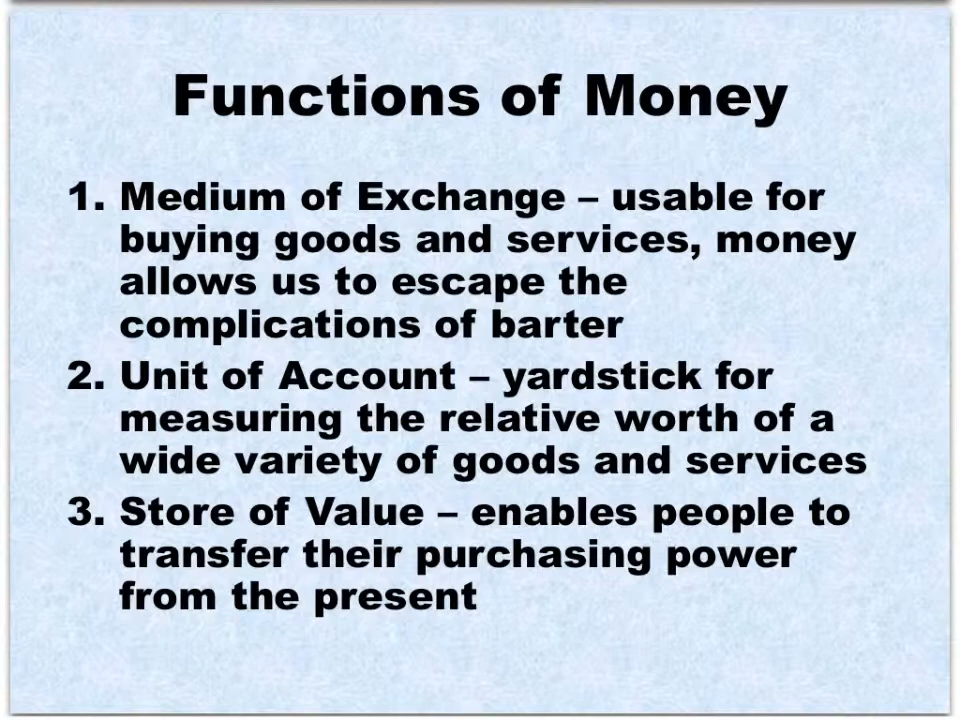 Functions of Money
1. Medium of Exchange – usable for
buying goods and services, money
allows us to escape the
complications of barter
2. Unit of Account – yardstick for
measuring the relative worth of a
wide variety of goods and services
3. Store of Value – enables people to
transfer their purchasing power
from the present